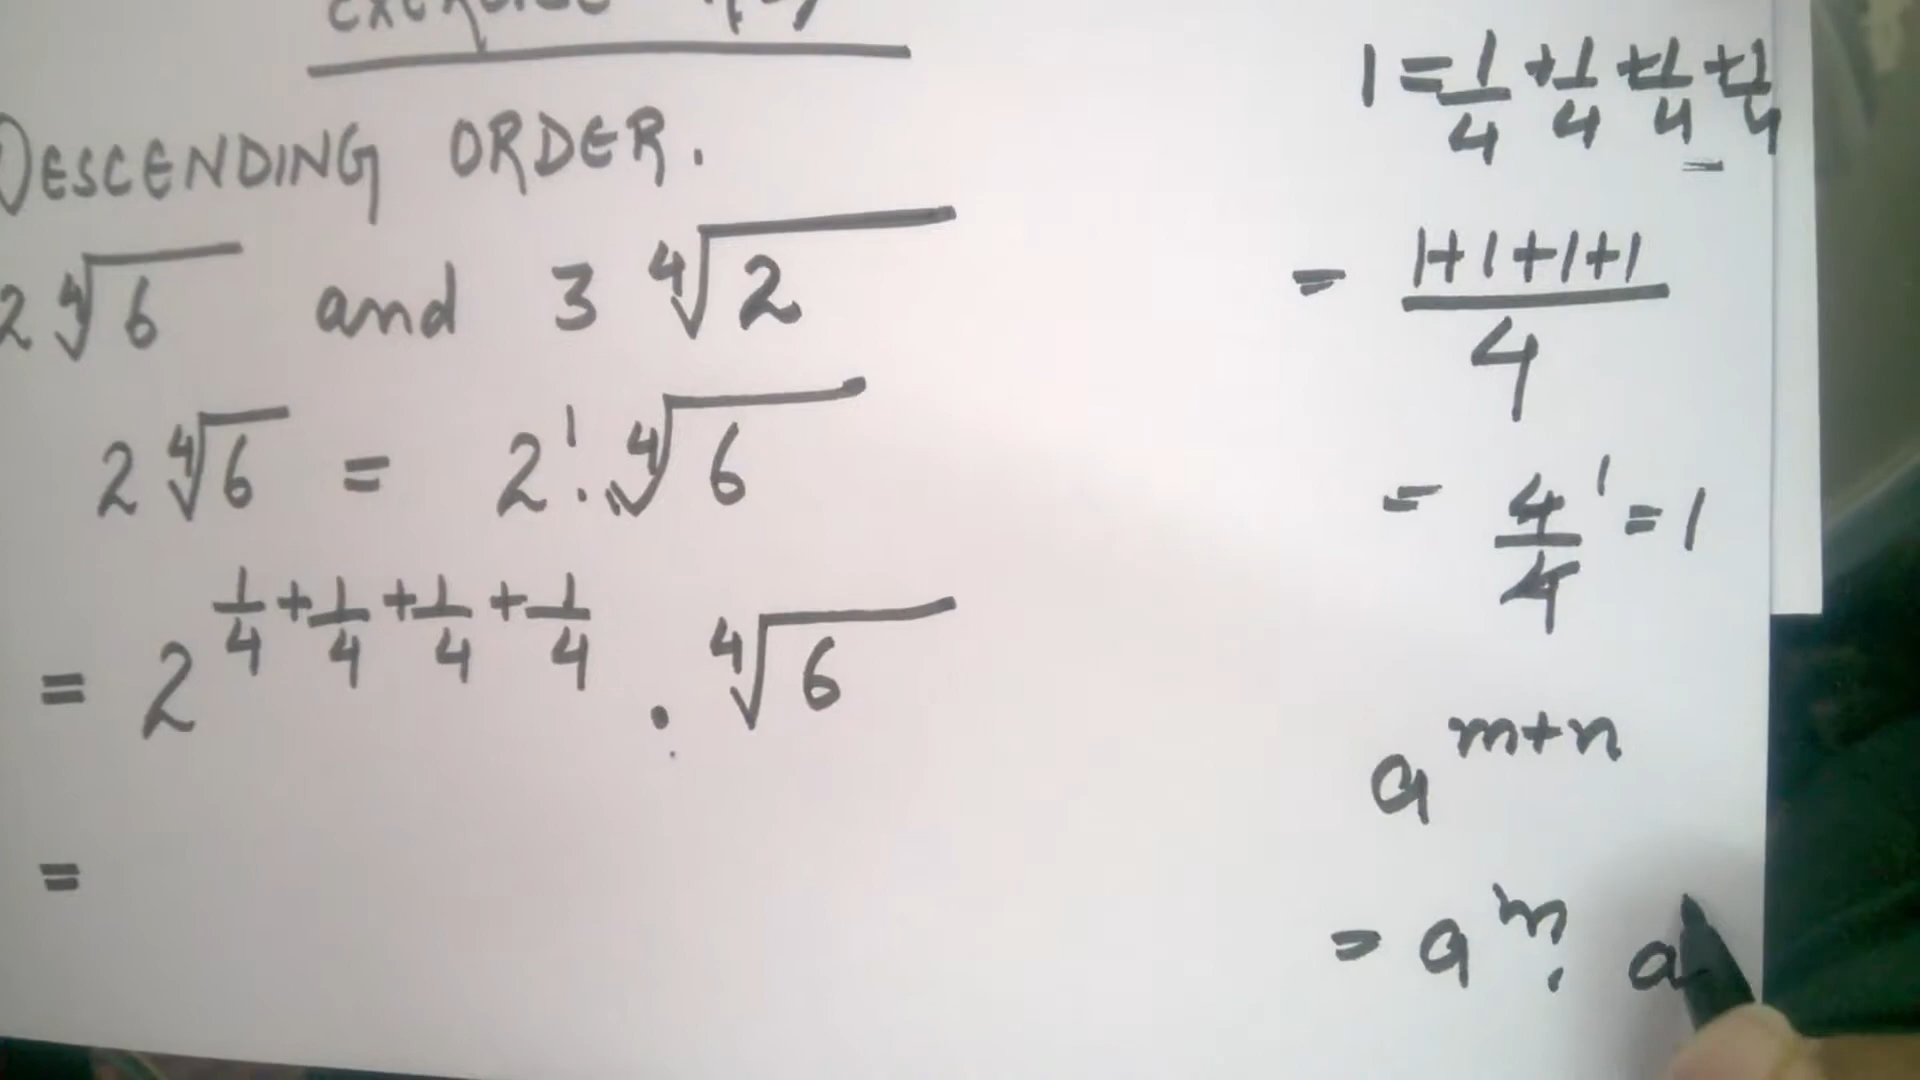 exercise
DESCENDING ORDER.
2 ∜6 and 3 ∜2
2 ∜6 = 2¹ . ∜6
= 2^(1/4 + 1/4 + 1/4 + 1/4) . ∜6
=
1 = 1/4 + 1/4 + 1/4 + 1/4
= (1+1+1+1)/4
= 4/4 ¹ = 1
a^(m+n)
= a^m . a